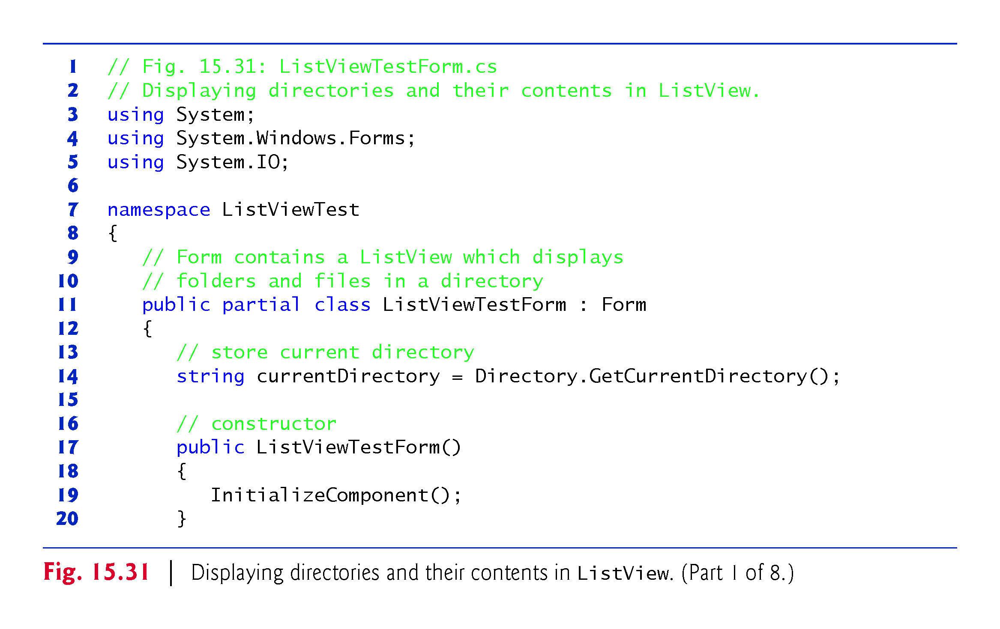 1 // Fig. 15.31: ListViewTestForm.cs
2 // Displaying directories and their contents in ListView.
3 using System;
4 using System.Windows.Forms;
5 using System.IO;
6
7 namespace ListViewTest
8 {
9    // Form contains a ListView which displays
10    // folders and files in a directory
11    public partial class ListViewTestForm : Form
12    {
13       // store current directory
14       string currentDirectory = Directory.GetCurrentDirectory();
15
16       // constructor
17       public ListViewTestForm()
18       {
19          InitializeComponent();
20       }
Fig. 15.31 | Displaying directories and their contents in ListView. (Part 1 of 8.)